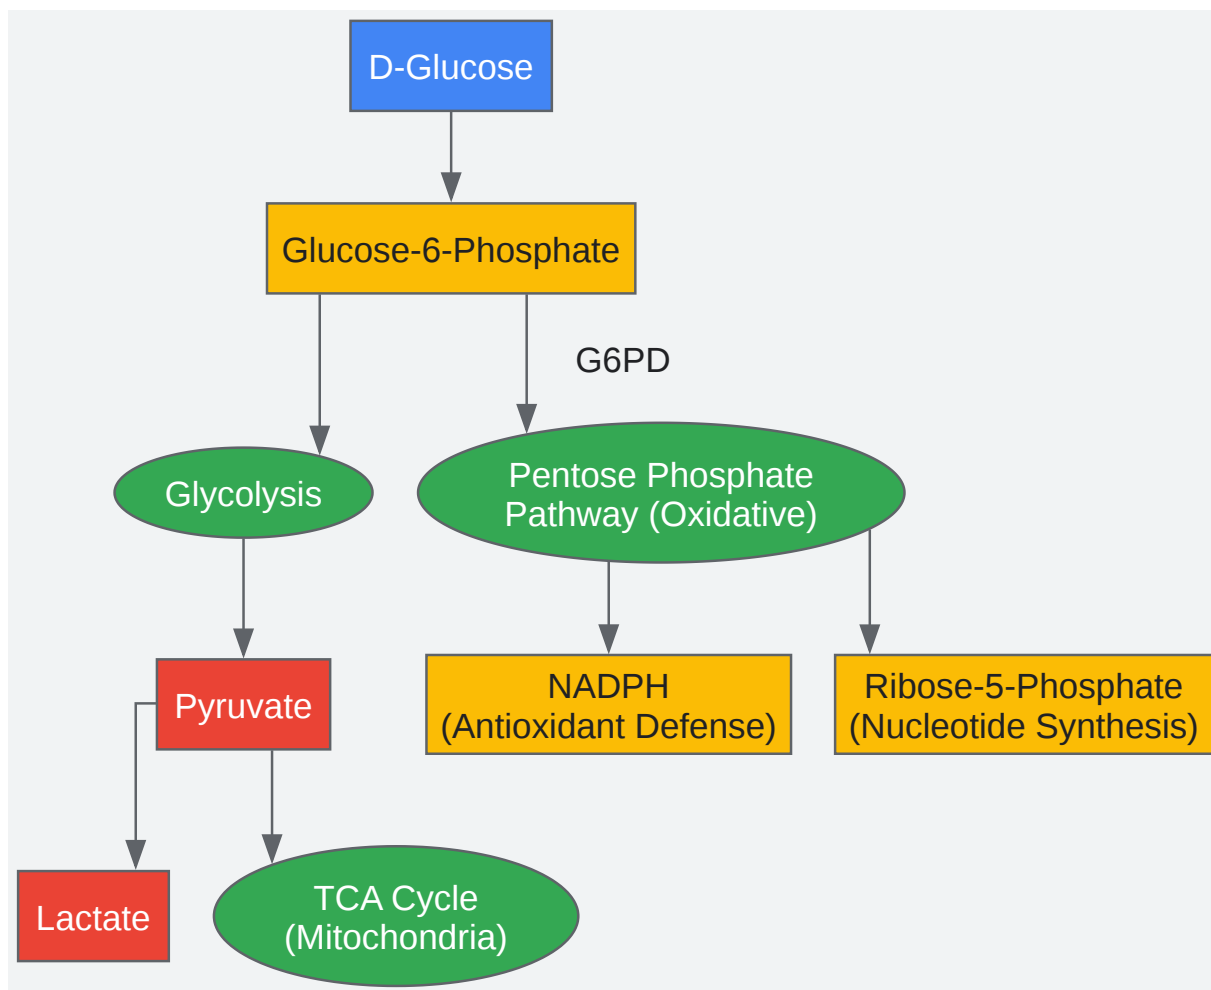 D-Glucose
Glucose-6-Phosphate
G6PD
Glycolysis
Pentose Phosphate
Pathway (Oxidative)
Pyruvate
NADPH
(Antioxidant Defense)
Ribose-5-Phosphate
(Nucleotide Synthesis)
Lactate
TCA Cycle
(Mitochondria)